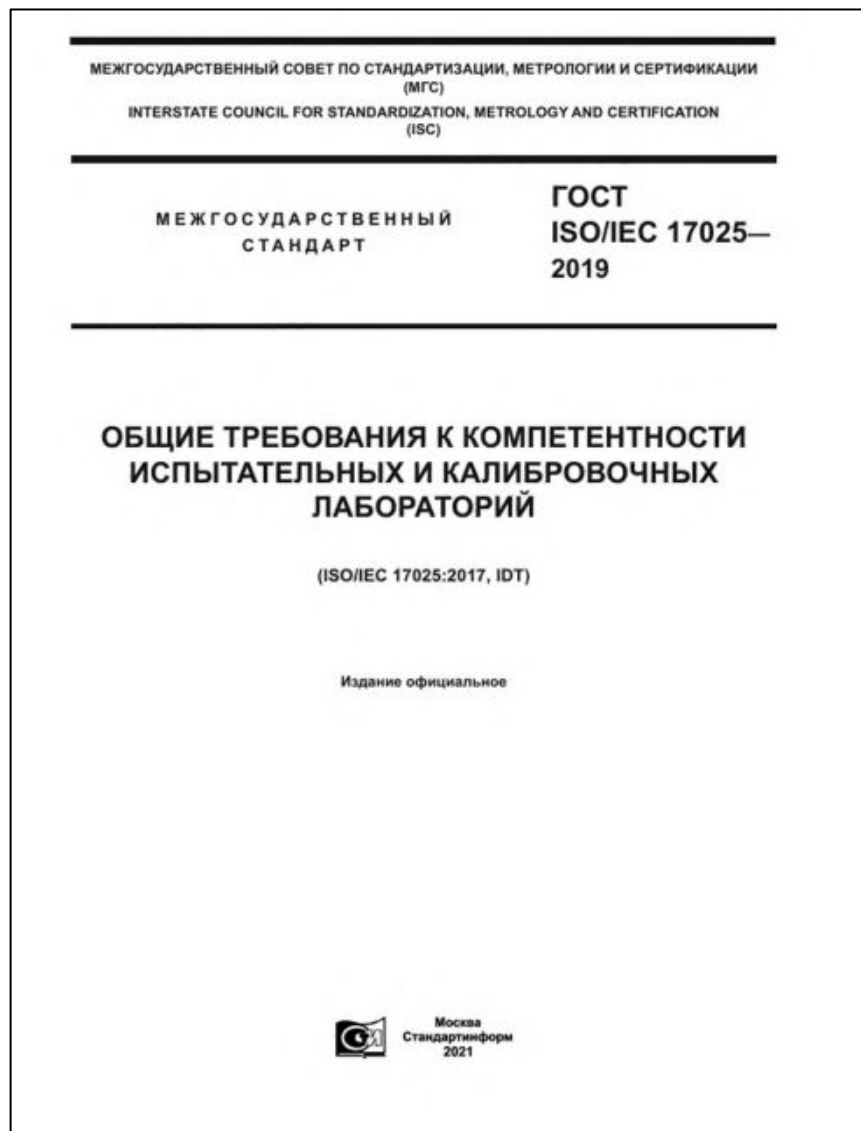 МЕЖГОСУДАРСТВЕННЫЙ СОВЕТ ПО СТАНДАРТИЗАЦИИ, МЕТРОЛОГИИ И СЕРТИФИКАЦИИ
(МГС)
INTERSTATE COUNCIL FOR STANDARDIZATION, METROLOGY AND CERTIFICATION
(ISC)
МЕЖГОСУДАРСТВЕННЫЙ
СТАНДАРТ
ГОСТ
ISO/IEC 17025—
2019
ОБЩИЕ ТРЕБОВАНИЯ К КОМПЕТЕНТНОСТИ
ИСПЫТАТЕЛЬНЫХ И КАЛИБРОВОЧНЫХ
ЛАБОРАТОРИЙ
(ISO/IEC 17025:2017, IDT)
Издание официальное
Москва
Стандартинформ
2021